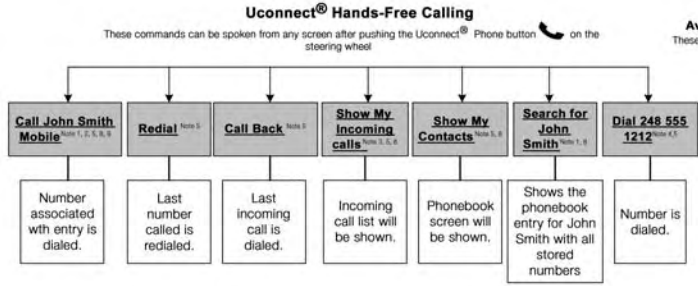 Uconnect® Hands-Free Calling
These commands can be spoken from any screen after pushing the Uconnect® Phone button on the
steering wheel
Av
These
Call John Smith
Mobile Note 1, 2, 5, 8, 9
Redial Note 5
Call Back Note 5
Show My
Incoming
calls Note 3, 5, 6
Show My
Contacts Note 5, 6
Search for
John
Smith Note 1, 8
Dial 248 555
1212 Note 4,5
Number
associated
wth entry is
dialed.
Last
number
called is
redialed.
Last
incoming
call is
dialed.
Incoming
call list will
be shown.
Phonebook
screen will
be shown.
Shows the
phonebook
entry for John
Smith with all
stored
numbers
Number is
dialed.